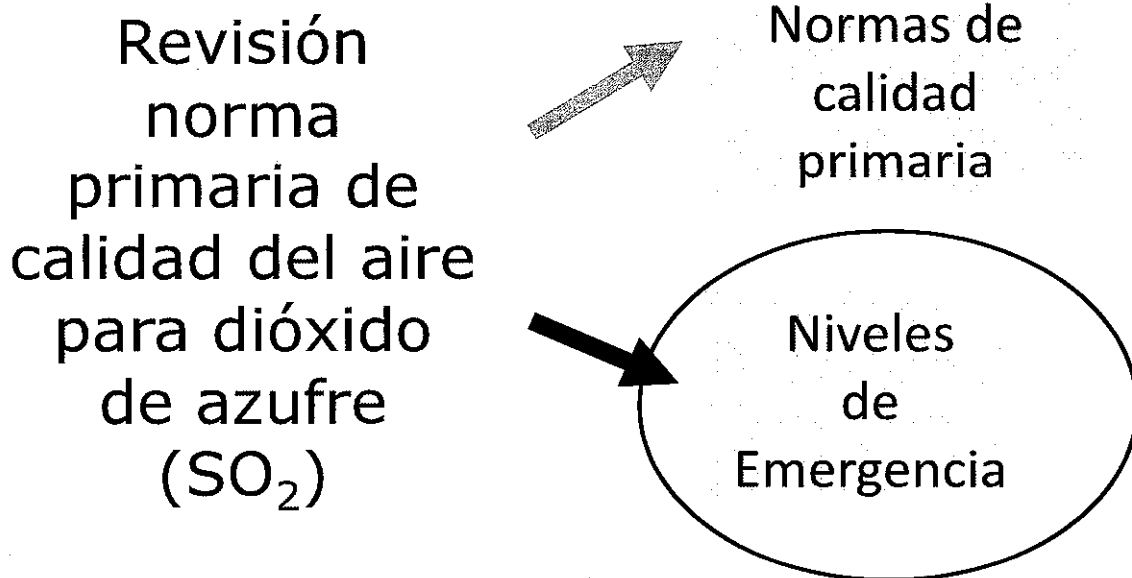 Revisión
norma
primaria de
calidad del aire
para dióxido
de azufre
(SO₂)
Normas de
calidad
primaria
Niveles
de
Emergencia